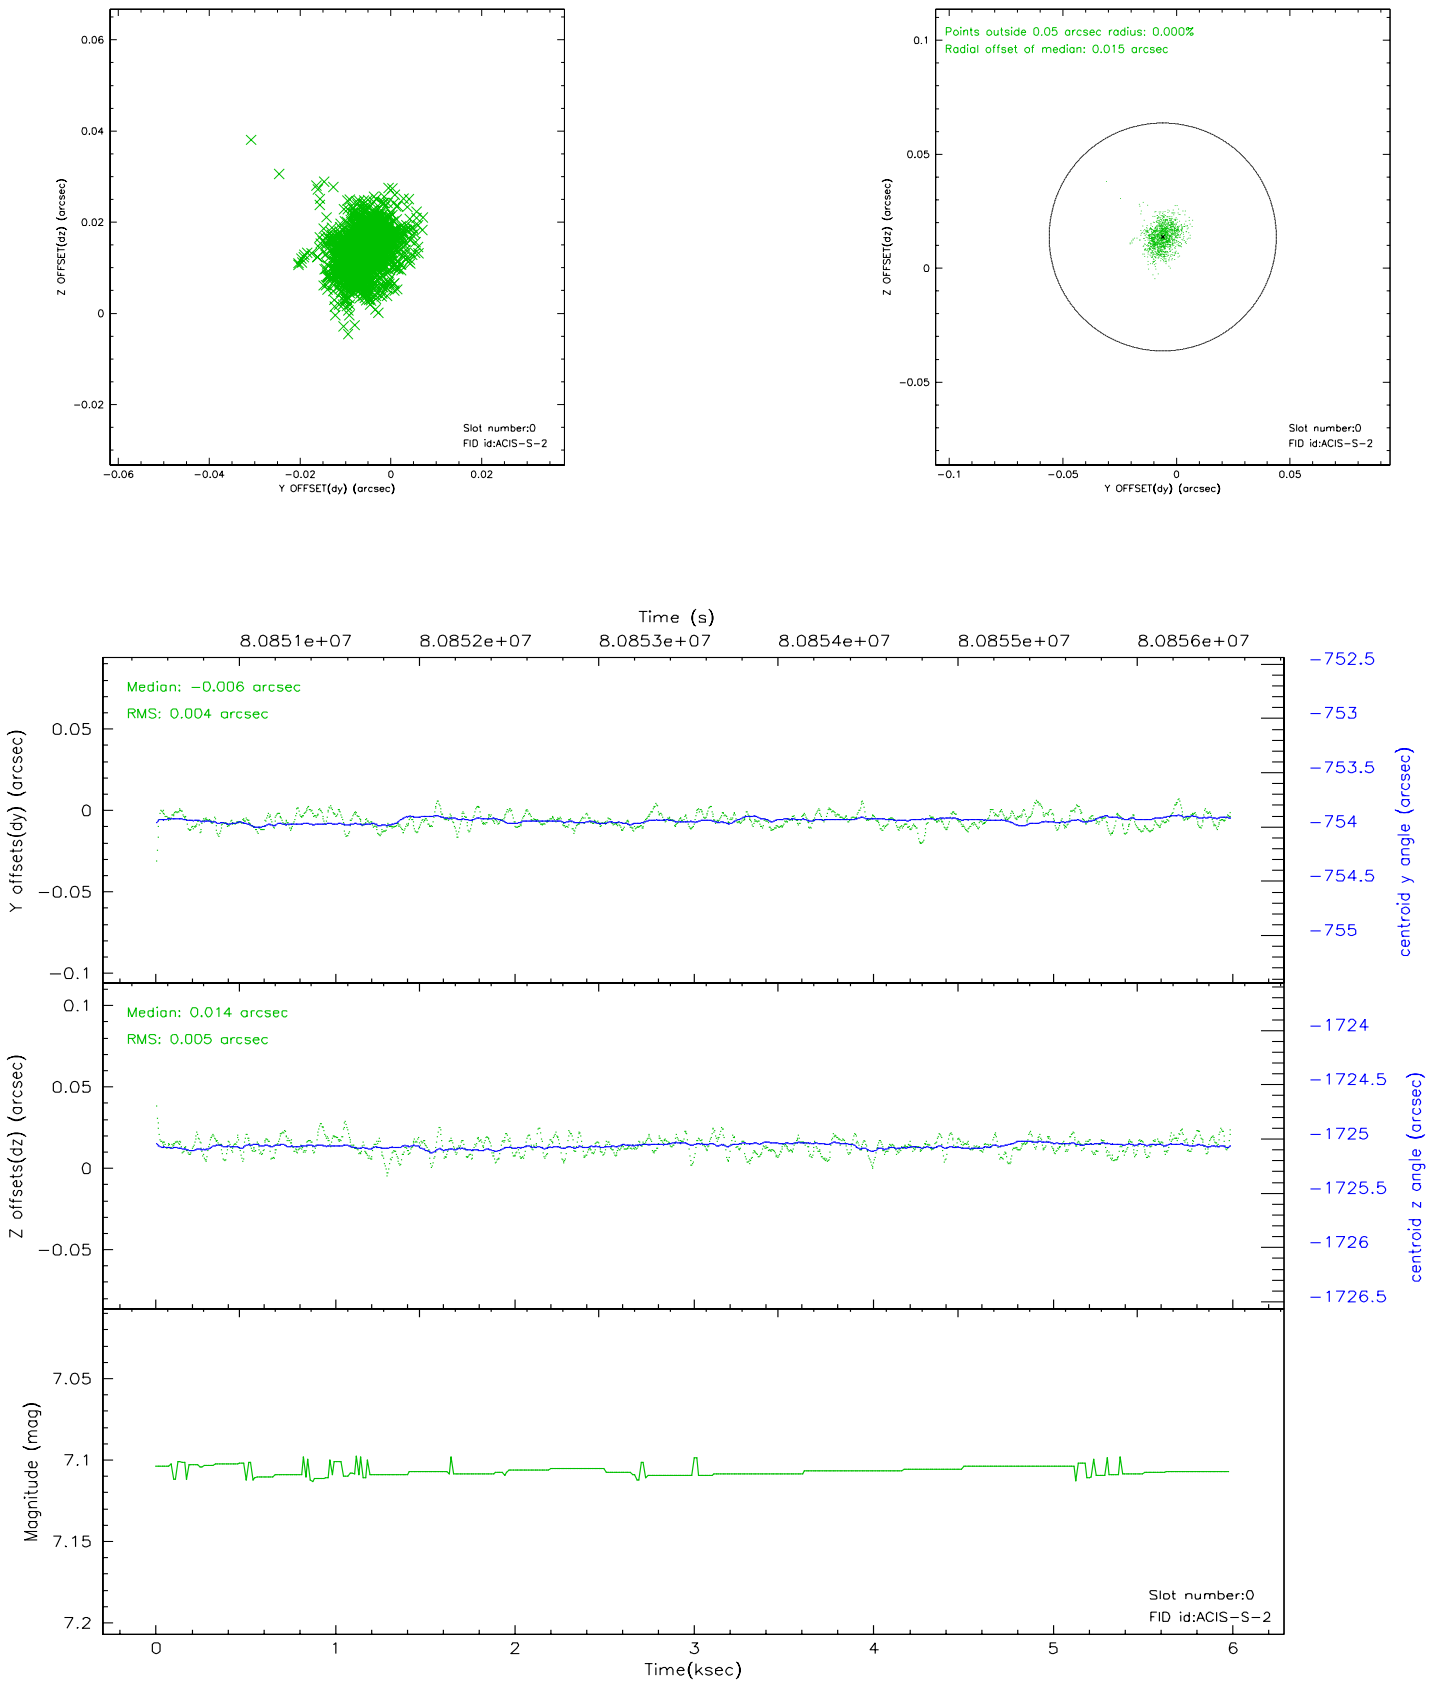 0.06
0.04
0.02
0
−0.02
Z OFFSET(dz) (arcsec)
Slot number:0
FID id:ACIS−S−2
−0.06 −0.04 −0.02 0 0.02
Y OFFSET(dy) (arcsec)
Points outside 0.05 arcsec radius: 0.000%
Radial offset of median: 0.015 arcsec
0.1
0.05
0
−0.05
Z OFFSET(dz) (arcsec)
Slot number:0
FID id:ACIS−S−2
−0.1 −0.05 0 0.05
Y OFFSET(dy) (arcsec)
Time (s)
8.0851e+07 8.0852e+07 8.0853e+07 8.0854e+07 8.0855e+07 8.0856e+07
Median: −0.006 arcsec
RMS: 0.004 arcsec
0.05
0
−0.05
−0.1
Y offsets(dy) (arcsec)
−752.5
−753
−753.5
−754
−754.5
−755
centroid y angle (arcsec)
Median: 0.014 arcsec
RMS: 0.005 arcsec
0.1
0.05
0
−0.05
Z offsets(dz) (arcsec)
−1724
−1724.5
−1725
−1725.5
−1726
−1726.5
centroid z angle (arcsec)
7.05
7.1
7.15
7.2
Magnitude (mag)
Slot number:0
FID id:ACIS−S−2
0 1 2 3 4 5 6
Time(ksec)